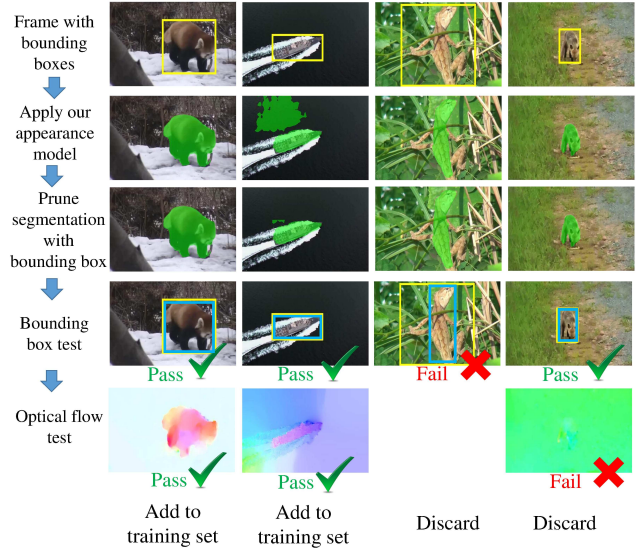 Frame with
bounding
boxes
Apply our
appearance
model
Prune
segmentation
with
bounding box
Bounding
box test
Pass
Pass
Fail
Pass
Optical flow
test
Pass
Pass
Fail
Add to
training set
Add to
training set
Discard
Discard